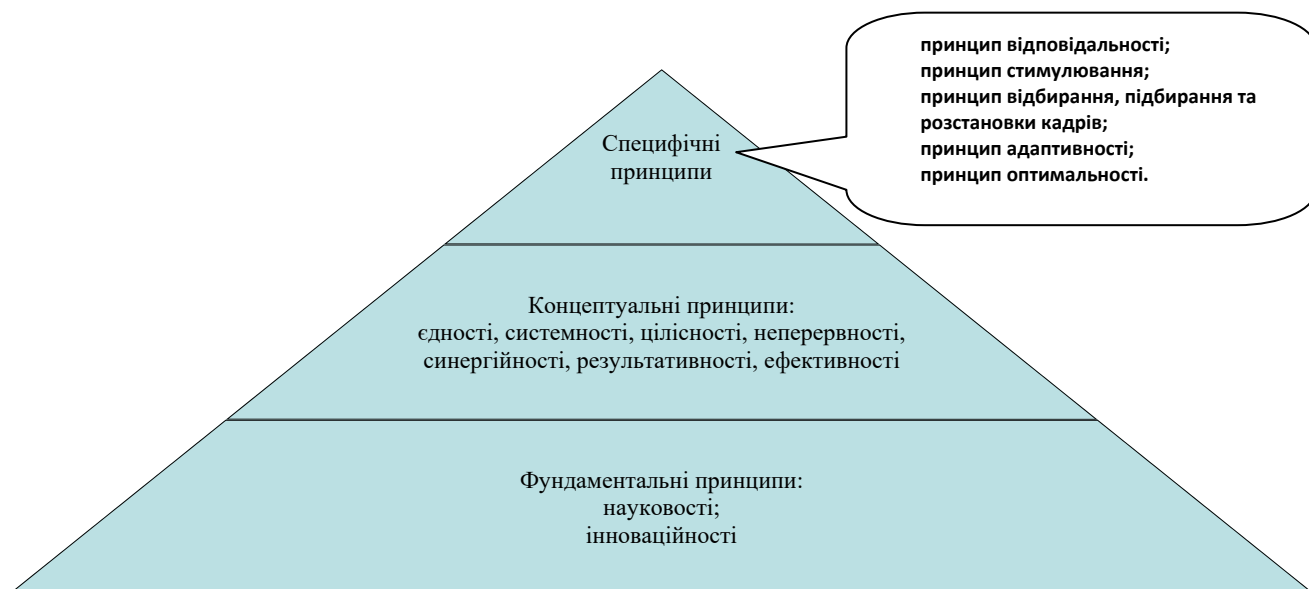 принцип відповідальності;
принцип стимулювання;
принцип відбирання, підбирання та
розстановки кадрів;
принцип адаптивності;
принцип оптимальності.
Специфічні
принципи
Концептуальні принципи:
єдності, системності, цілісності, неперервності,
синергійності, результативності, ефективності
Фундаментальні принципи:
науковості;
інноваційності